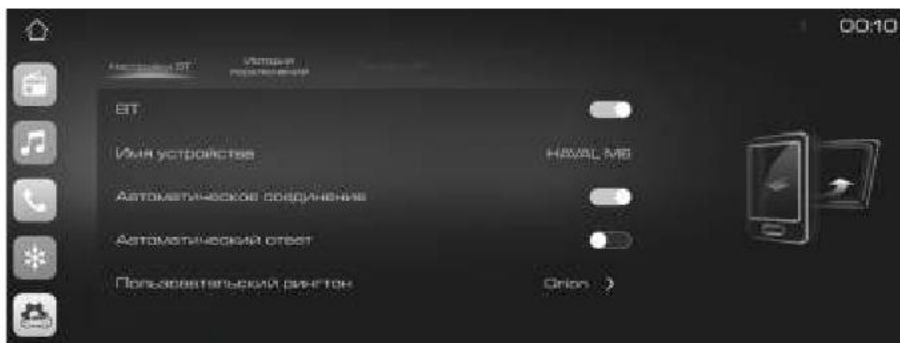 00:10
Настройки BT
История
подключений
BT
Имя устройства
HAVAL M6
Автоматическое соединение
Автоматический ответ
Пользовательский рингтон
Orion